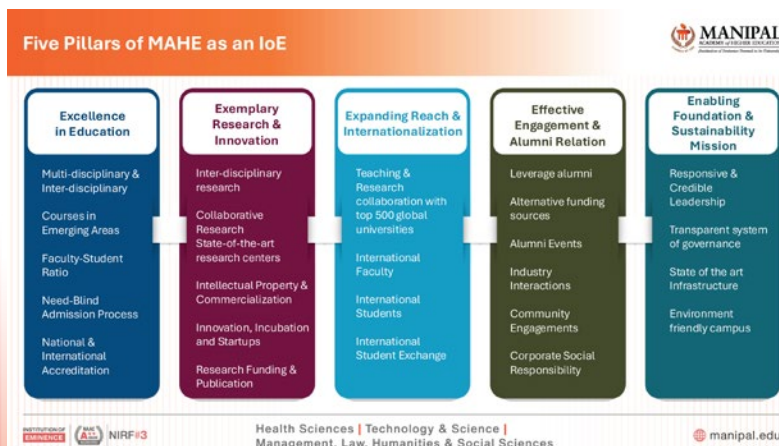 Five Pillars of MAHE as an IoE
MANIPAL
ACADEMY of HIGHER EDUCATION
Excellence
in Education
Multi-disciplinary &
Inter-disciplinary
Courses in
Emerging Areas
Faculty-Student
Ratio
Need-Blind
Admission Process
National &
International
Accreditation
Exemplary
Research &
Innovation
Inter-disciplinary
research
Collaborative
Research
State-of-the-art
research centers
Intellectual Property &
Commercialization
Innovation, Incubation
and Startups
Research Funding &
Publication
Expanding Reach &
Internationalization
Teaching &
Research
collaboration with
top 500 global
universities
International
Faculty
International
Students
International
Student Exchange
Effective
Engagement &
Alumni Relation
Leverage alumni
Alternative funding
sources
Alumni Events
Industry
Interactions
Community
Engagements
Corporate Social
Responsibility
Enabling
Foundation &
Sustainability
Mission
Responsive &
Credible
Leadership
Transparent system
of governance
State of the art
Infrastructure
Environment
friendly campus
INSTITUTION OF
EMINENCE
NIRF#3
Health Sciences | Technology & Science |
Management, Law, Humanities & Social Sciences
manipal.edu